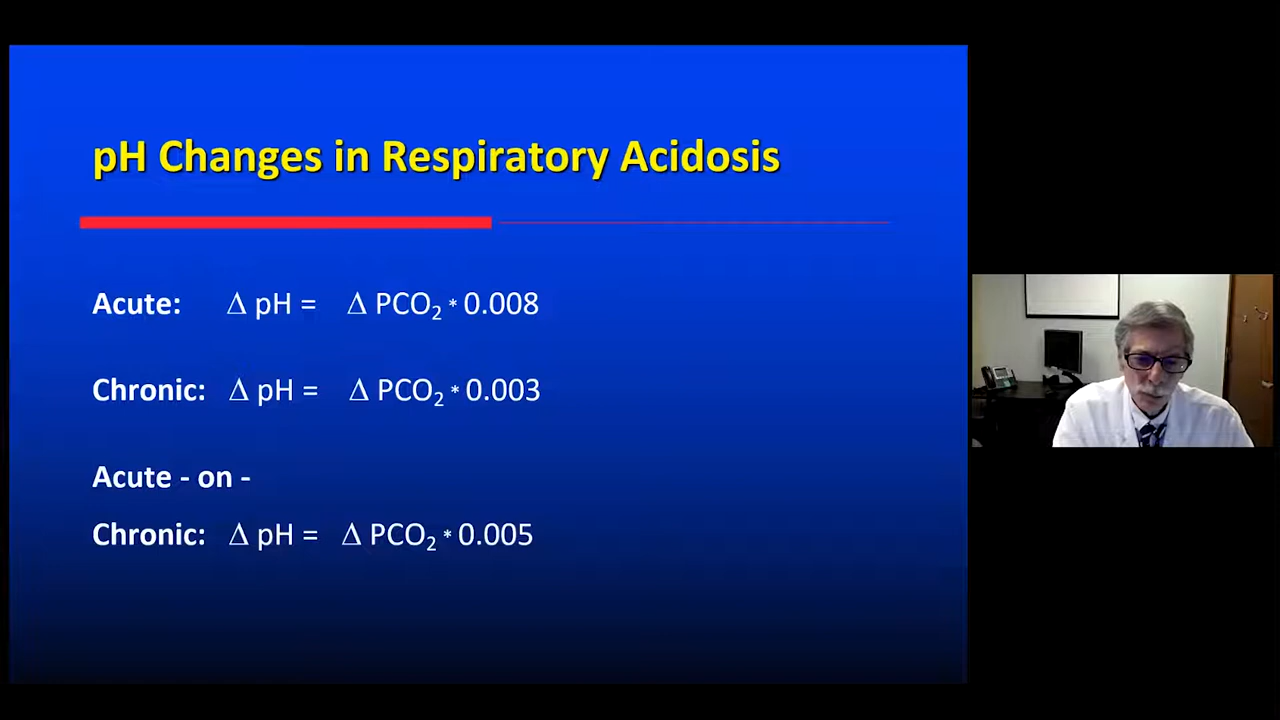 pH Changes in Respiratory Acidosis
Acute: Δ pH = Δ PCO₂ * 0.008
Chronic: Δ pH = Δ PCO₂ * 0.003
Acute - on -
Chronic: Δ pH = Δ PCO₂ * 0.005